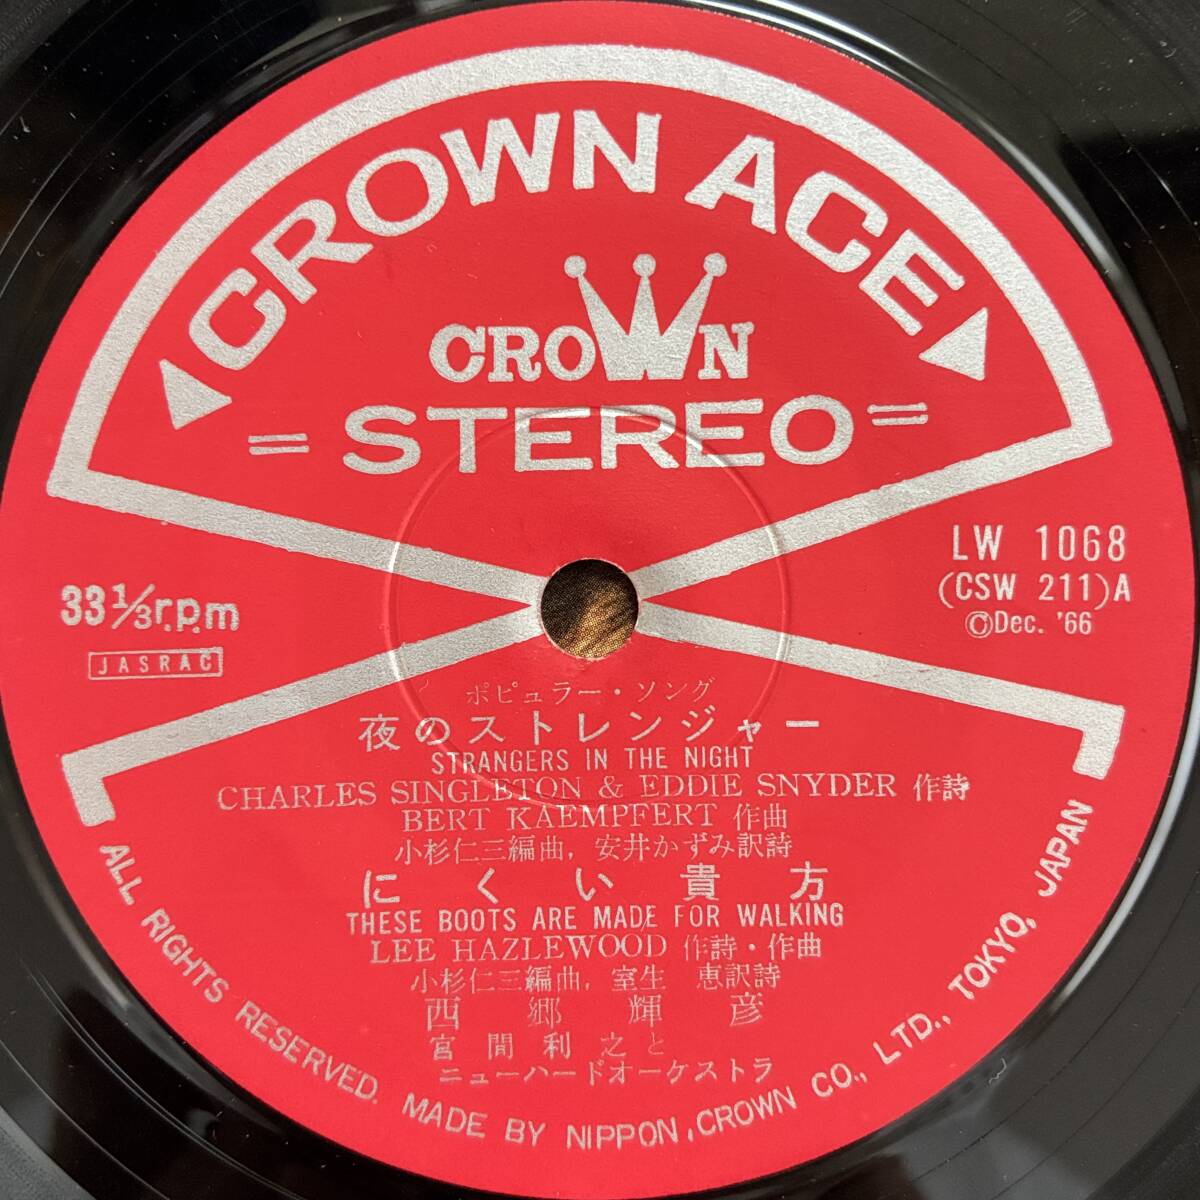 CROWN ACE
CROWN
= STEREO =
LW 1068
(CSW 211)A
©Dec. '66
33 1/3 r.p.m
JASRAC
ポピュラー・ソング
夜のストレンジャー
STRANGERS IN THE NIGHT
CHARLES SINGLETON & EDDIE SNYDER 作詩
BERT KAEMPFERT 作曲
小杉仁三編曲, 安井かずみ訳詩
にくい貴方
THESE BOOTS ARE MADE FOR WALKING
LEE HAZLEWOOD 作詩・作曲
小杉仁三編曲, 室生 恵訳詩
西郷輝彦
宮間利之と
ニューハードオーケストラ
ALL RIGHTS RESERVED. MADE BY NIPPON, CROWN CO., LTD., TOKYO, JAPAN